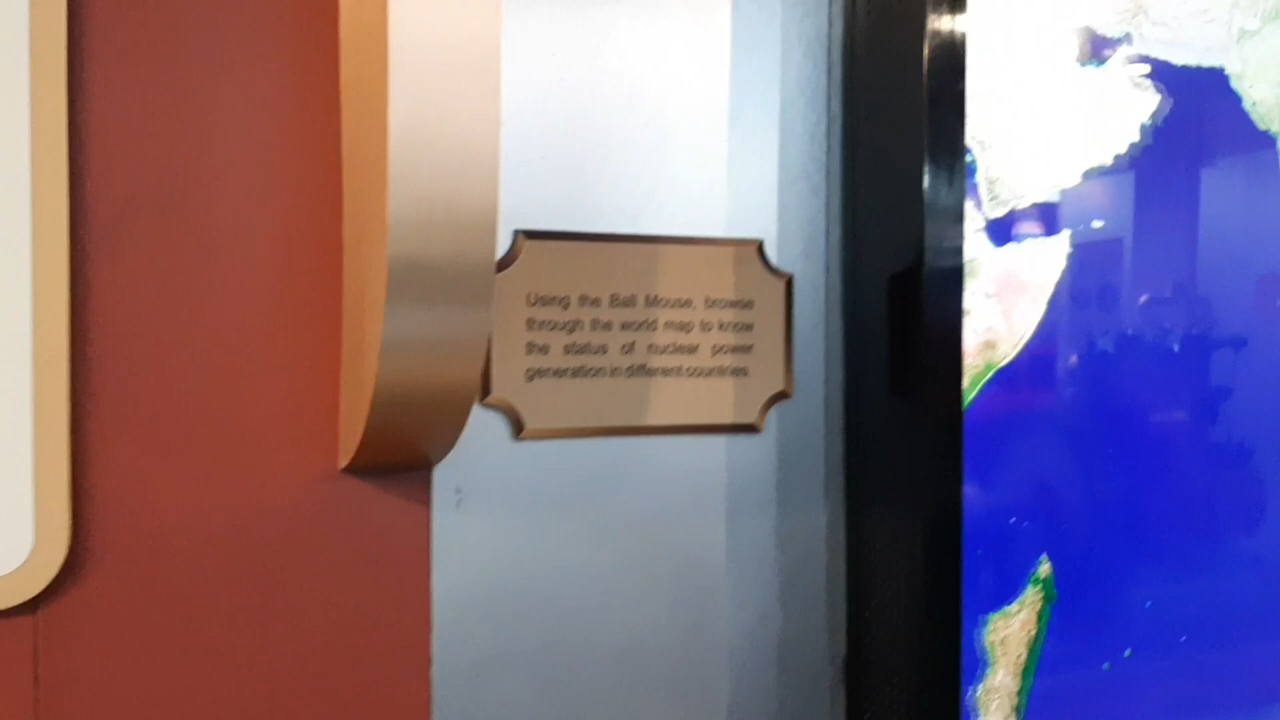 Using the Ball Mouse, browse
through the world map to know
the status of nuclear power
generation in different countries